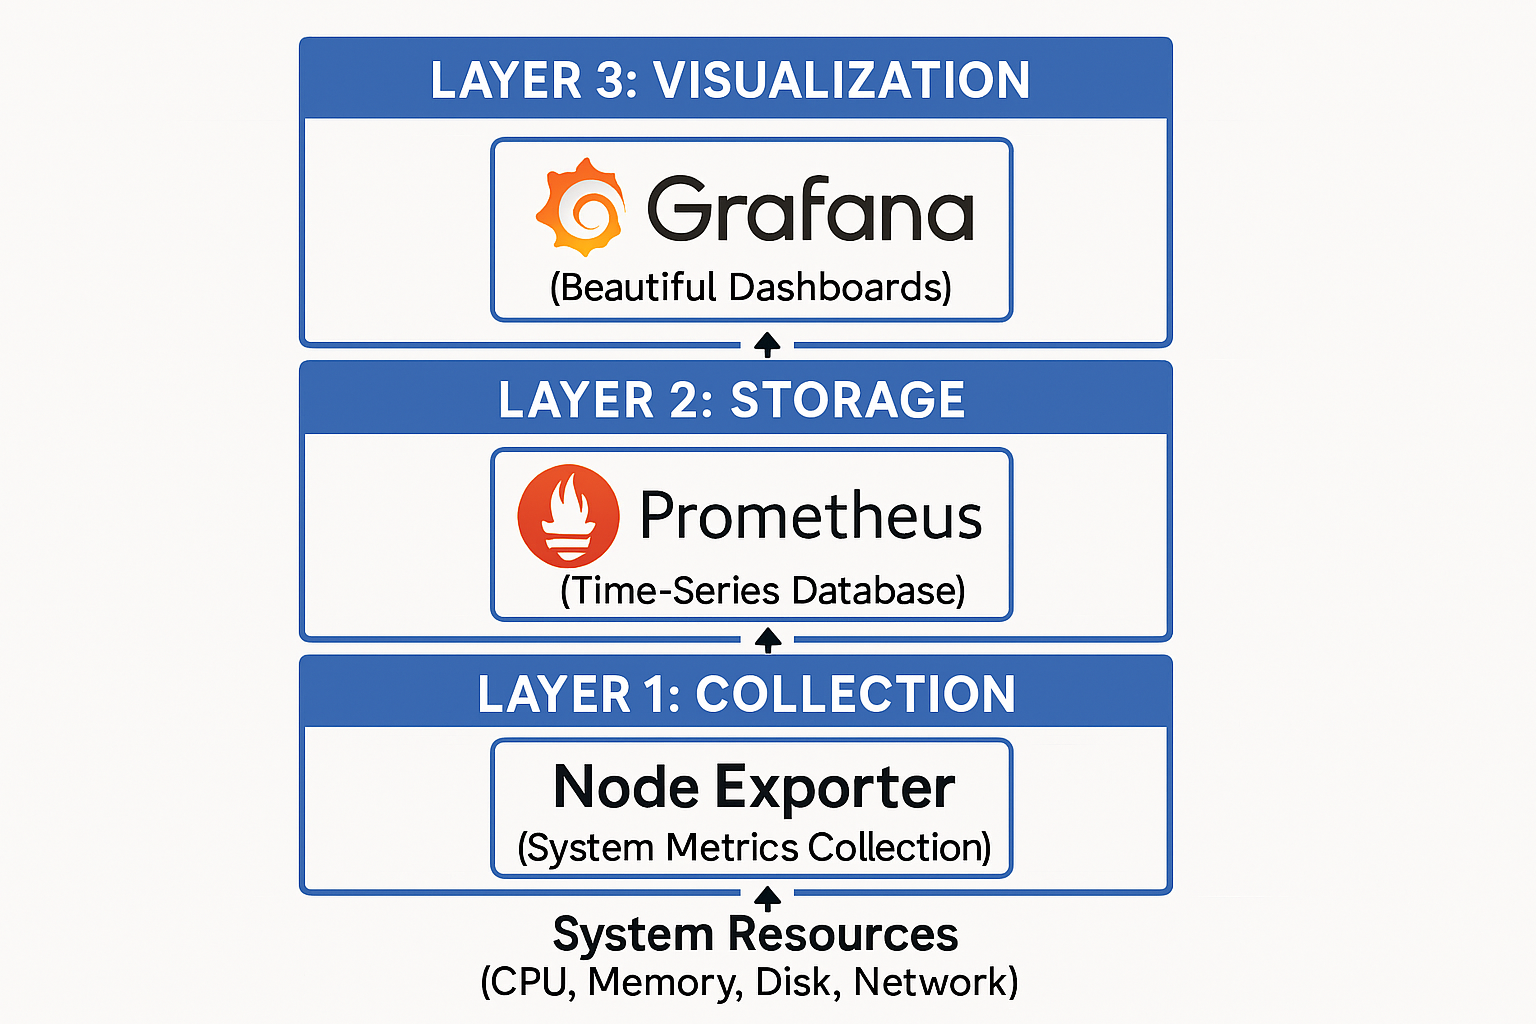 LAYER 3: VISUALIZATION
Grafana
(Beautiful Dashboards)
LAYER 2: STORAGE
Prometheus
(Time-Series Database)
LAYER 1: COLLECTION
Node Exporter
(System Metrics Collection)
System Resources
(CPU, Memory, Disk, Network)